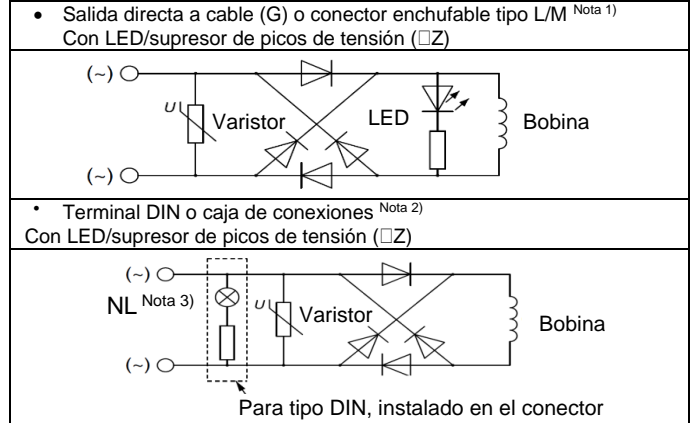 • Salida directa a cable (G) o conector enchufable tipo L/M Nota 1)
Con LED/supresor de picos de tensión (□Z)
(~)
U
Varistor
LED
Bobina
(~)
• Terminal DIN o caja de conexiones Nota 2)
Con LED/supresor de picos de tensión (□Z)
(~)
NL Nota 3)
U
Varistor
Bobina
(~)
Para tipo DIN, instalado en el conector